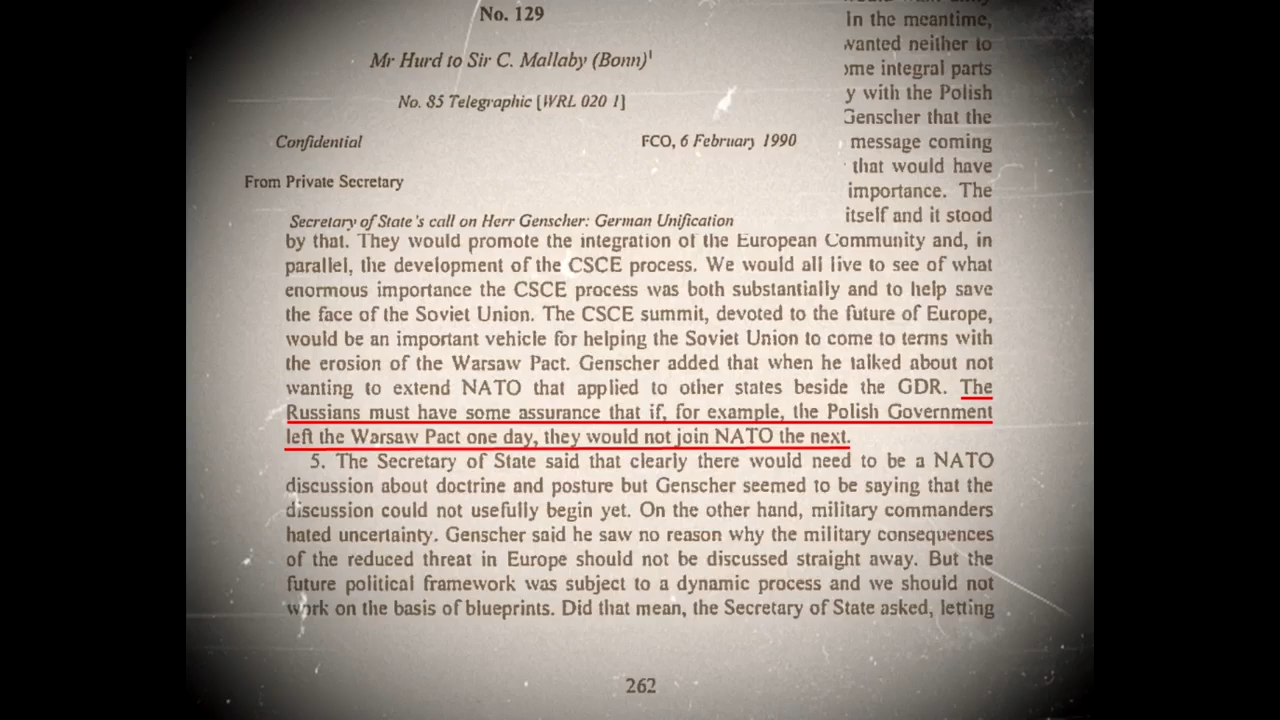 No. 129
Mr Hurd to Sir C. Mallaby (Bonn)¹
No. 85 Telegraphic [WRL 020 1]
Confidential
FCO, 6 February 1990
From Private Secretary
Secretary of State's call on Herr Genscher: German Unification
In the meantime,
wanted neither to
integral parts
y with the Polish
Genscher that the
message coming
that would have
importance. The
itself and it stood
by that. They would promote the integration of the European Community and, in
parallel, the development of the CSCE process. We would all live to see of what
enormous importance the CSCE process was both substantially and to help save
the face of the Soviet Union. The CSCE summit, devoted to the future of Europe,
would be an important vehicle for helping the Soviet Union to come to terms with
the erosion of the Warsaw Pact. Genscher added that when he talked about not
wanting to extend NATO that applied to other states beside the GDR. The
Russians must have some assurance that if, for example, the Polish Government
left the Warsaw Pact one day, they would not join NATO the next.
5. The Secretary of State said that clearly there would need to be a NATO
discussion about doctrine and posture but Genscher seemed to be saying that the
discussion could not usefully begin yet. On the other hand, military commanders
hated uncertainty. Genscher said he saw no reason why the military consequences
of the reduced threat in Europe should not be discussed straight away. But the
future political framework was subject to a dynamic process and we should not
work on the basis of blueprints. Did that mean, the Secretary of State asked, letting
262